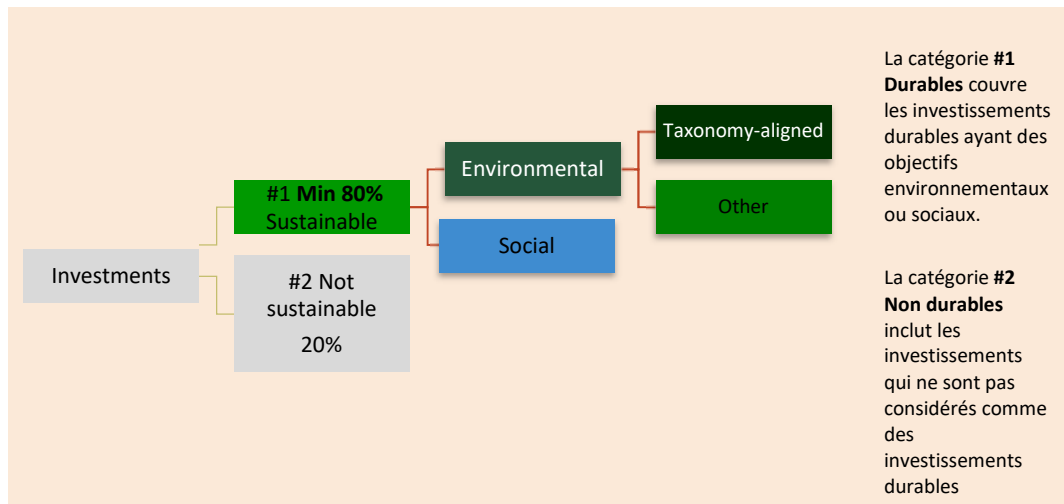 Investments
#1 Min 80%
Sustainable
#2 Not
sustainable
20%
Environmental
Social
Taxonomy-aligned
Other
La catégorie #1
Durables couvre
les investissements
durables ayant des
objectifs
environnementaux
ou sociaux.
La catégorie #2
Non durables
inclut les
investissements
qui ne sont pas
considérés comme
des
investissements
durables